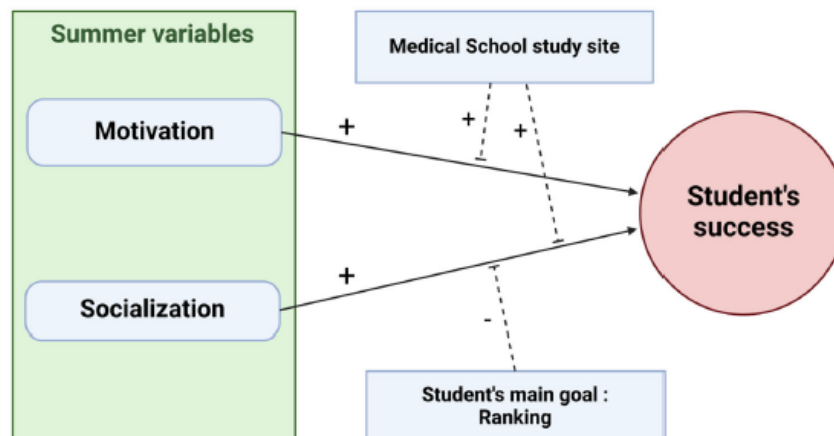 Summer variables
Medical School study site
Motivation
+
+
+
Student's
success
Socialization
+
-
Student's main goal :
Ranking